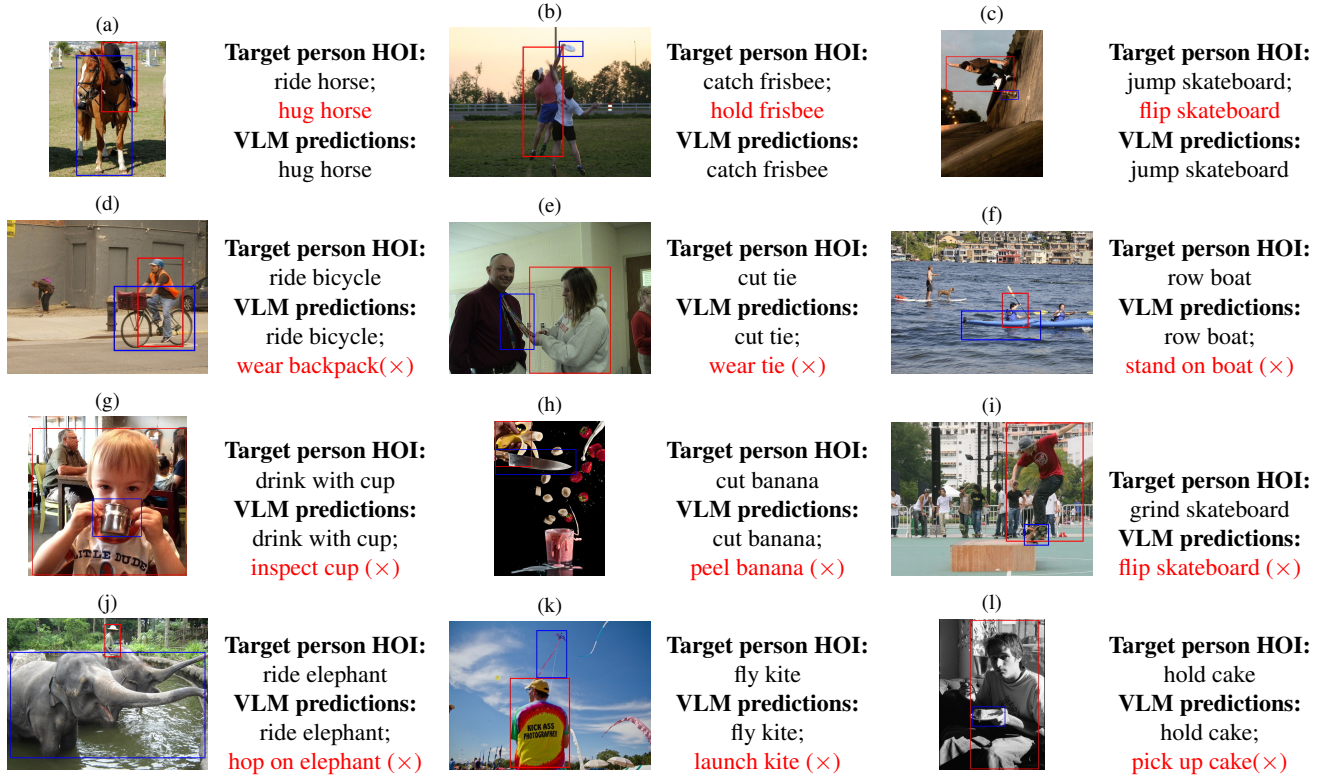 (a)
Target person HOI:
ride horse;
hug horse
VLM predictions:
hug horse
(b)
Target person HOI:
catch frisbee;
hold frisbee
VLM predictions:
catch frisbee
(c)
Target person HOI:
jump skateboard;
flip skateboard
VLM predictions:
jump skateboard
(d)
Target person HOI:
ride bicycle
VLM predictions:
ride bicycle;
wear backpack(×)
(e)
Target person HOI:
cut tie
VLM predictions:
cut tie;
wear tie (×)
(f)
Target person HOI:
row boat
VLM predictions:
row boat;
stand on boat (×)
(g)
LITTLE DUDE
Target person HOI:
drink with cup
VLM predictions:
drink with cup;
inspect cup (×)
(h)
Target person HOI:
cut banana
VLM predictions:
cut banana;
peel banana (×)
(i)
Target person HOI:
grind skateboard
VLM predictions:
flip skateboard (×)
(j)
Target person HOI:
ride elephant
VLM predictions:
ride elephant;
hop on elephant (×)
(k)
KICK ASS
PHOTOGRAPHER
Target person HOI:
fly kite
VLM predictions:
fly kite;
launch kite (×)
(l)
Target person HOI:
hold cake
VLM predictions:
hold cake;
pick up cake(×)